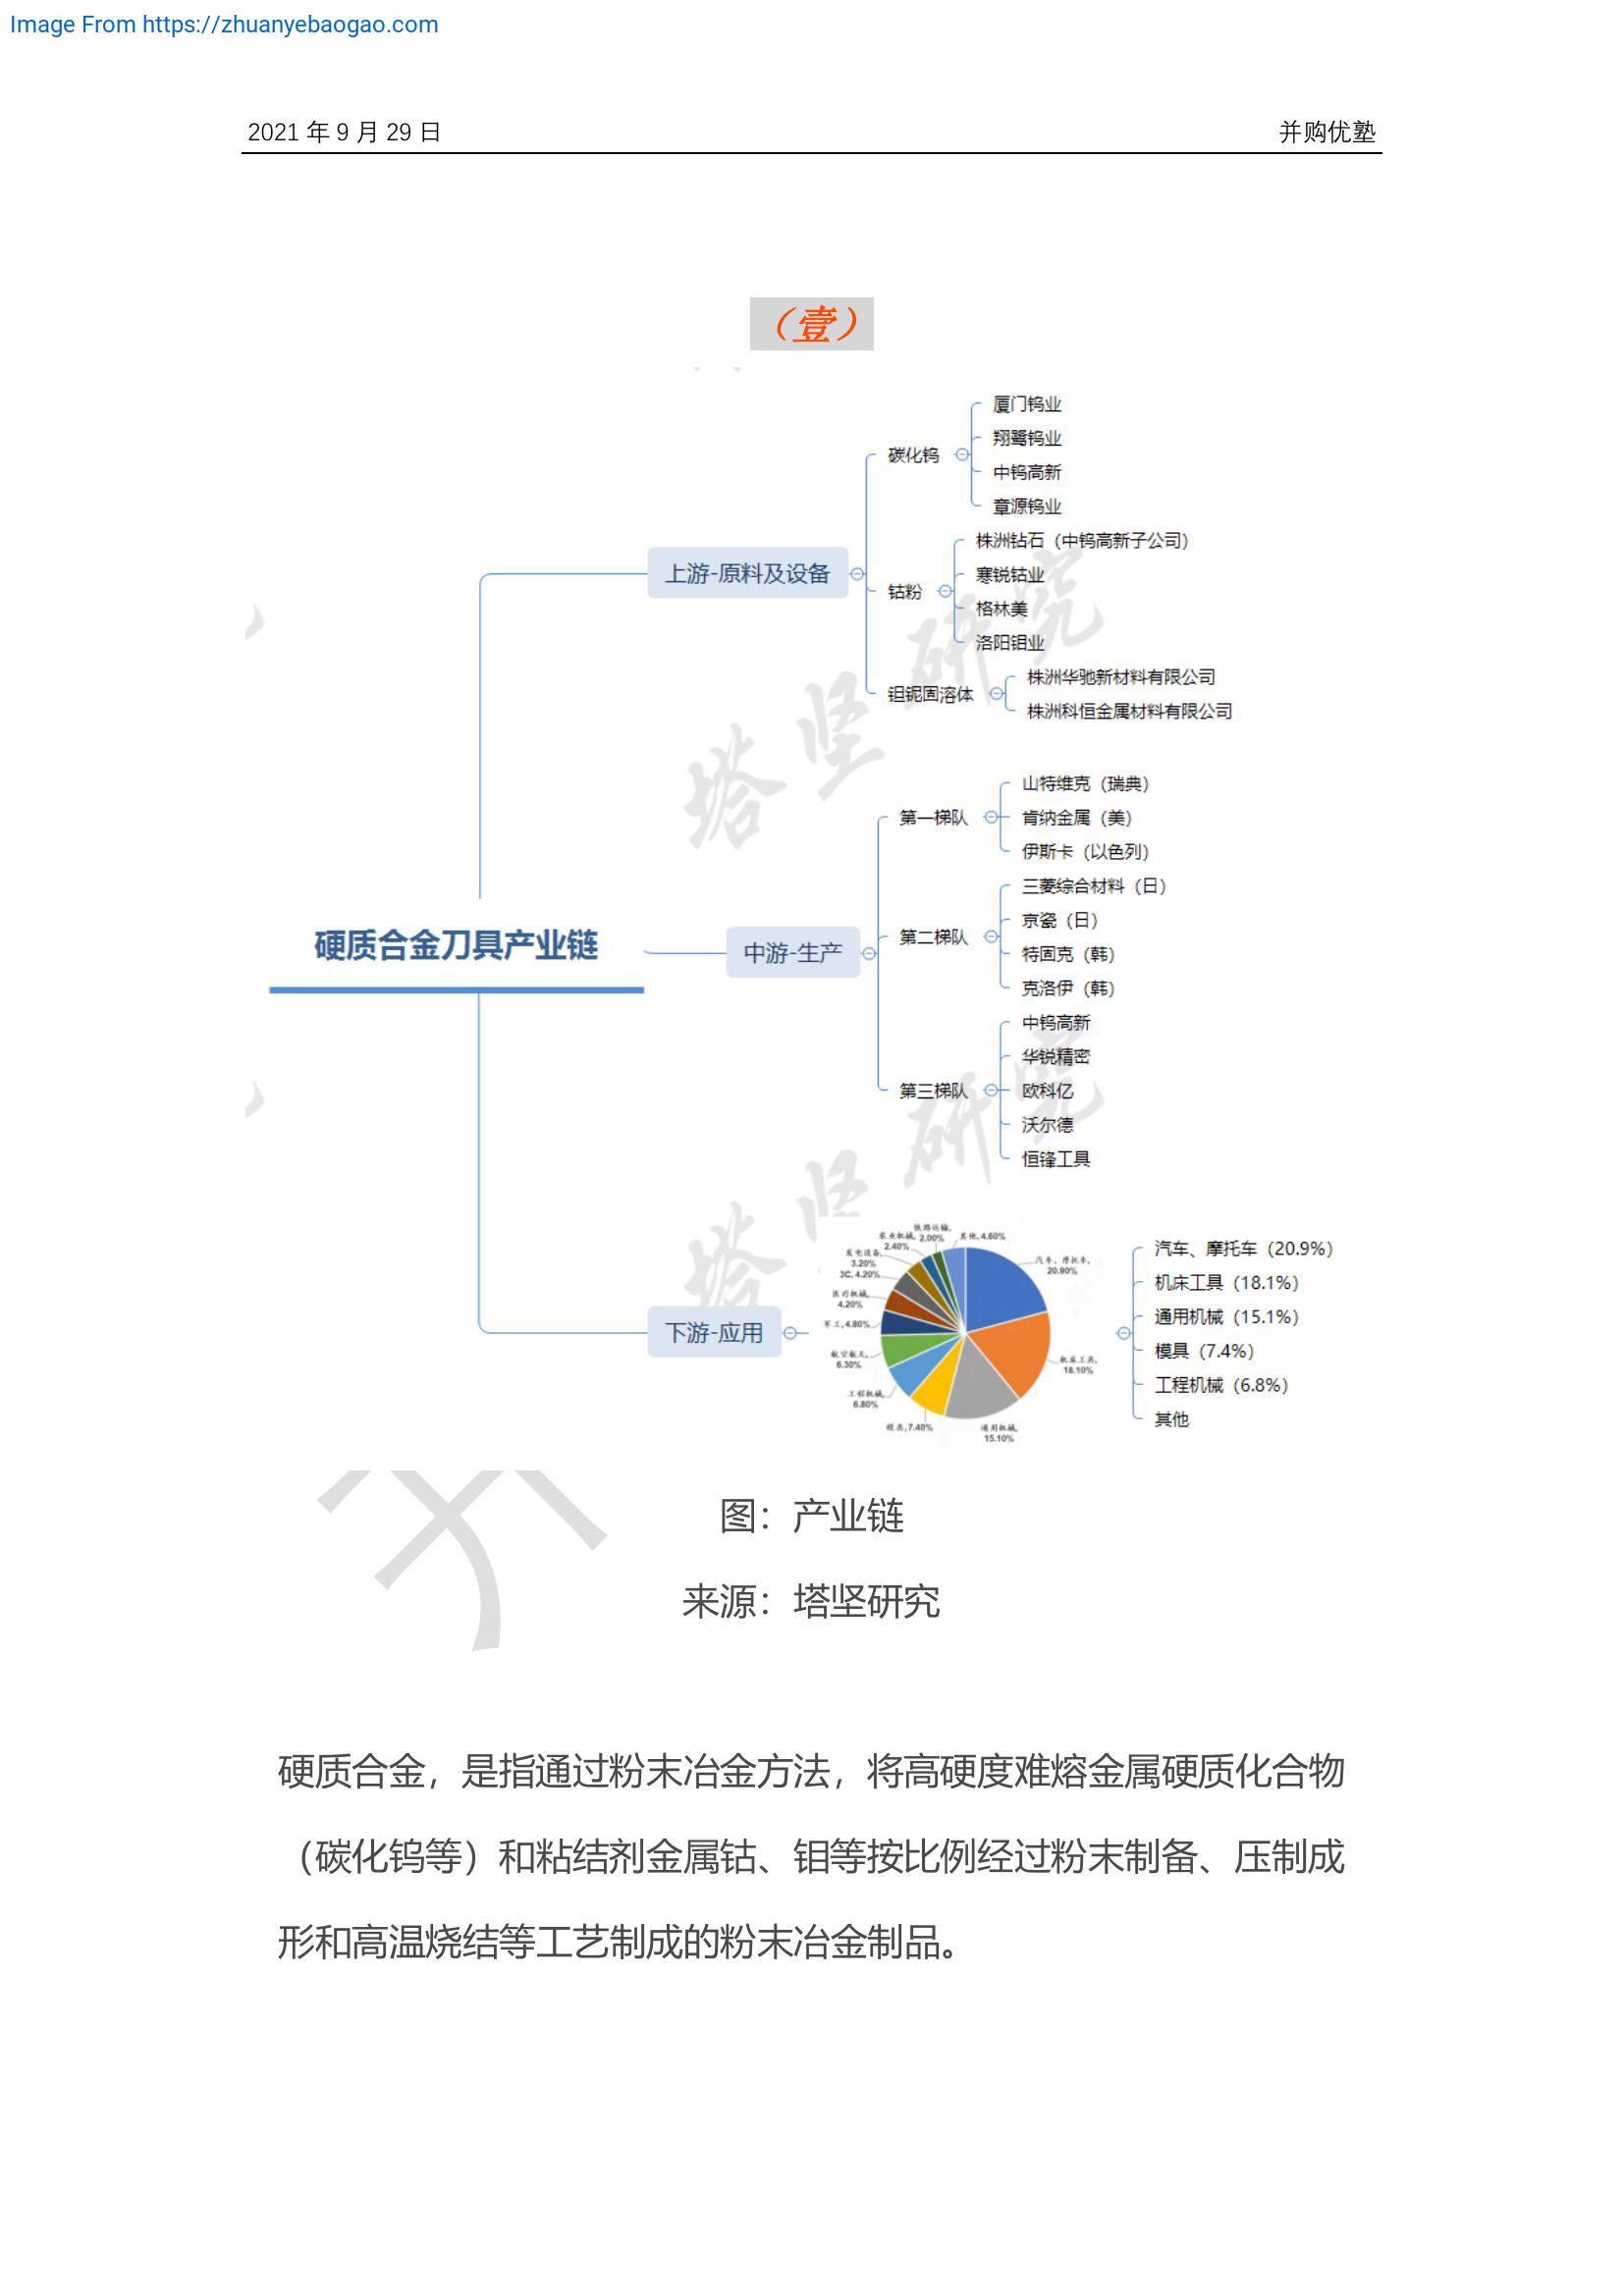 Image From https://zhuanyebaogao.com
2021 年 9 月 29 日
并购优塾
（壹）
硬质合金刀具产业链
上游-原料及设备
碳化钨
厦门钨业
翔鹭钨业
中钨高新
章源钨业
钴粉
株洲钻石（中钨高新子公司）
寒锐钴业
格林美
洛阳钼业
钽铌固溶体
株洲华驰新材料有限公司
株洲科恒金属材料有限公司
中游-生产
第一梯队
山特维克（瑞典）
肯纳金属（美）
伊斯卡（以色列）
第二梯队
三菱综合材料（日）
京瓷（日）
特固克（韩）
克洛伊（韩）
第三梯队
中钨高新
华锐精密
欧科亿
沃尔德
恒锋工具
下游-应用
汽车、摩托车,
20.90%
机床工具,
18.10%
通用机械,
15.10%
模具,7.40%
工程机械,
6.80%
航空航天,
6.30%
军工,4.80%
医疗机械,
4.20%
3C,4.20%
发电设备,
3.20%
农业机械,
2.40%
铁路运输,
2.00%
其他,4.60%
汽车、摩托车（20.9%）
机床工具（18.1%）
通用机械（15.1%）
模具（7.4%）
工程机械（6.8%）
其他
塔坚研究
塔坚研究
图：产业链
来源：塔坚研究
硬质合金，是指通过粉末冶金方法，将高硬度难熔金属硬质化合物
（碳化钨等）和粘结剂金属钴、钼等按比例经过粉末制备、压制成
形和高温烧结等工艺制成的粉末冶金制品。